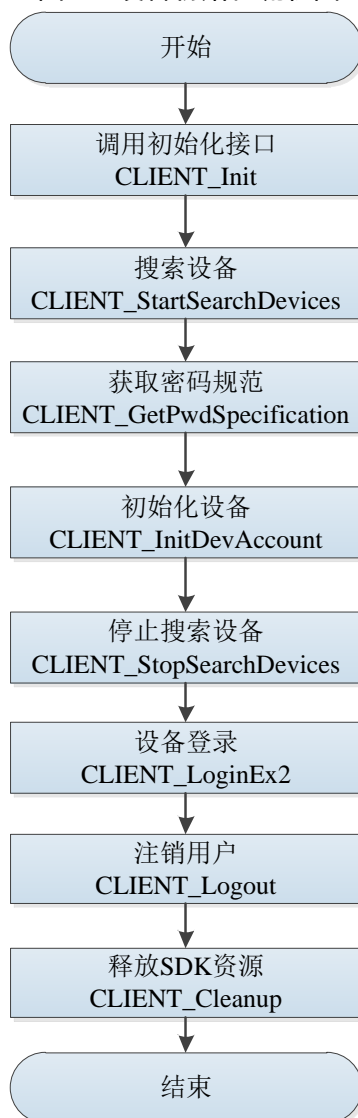 开始
调用初始化接口
CLIENT_Init
搜索设备
CLIENT_StartSearchDevices
获取密码规范
CLIENT_GetPwdSpecification
初始化设备
CLIENT_InitDevAccount
停止搜索设备
CLIENT_StopSearchDevices
设备登录
CLIENT_LoginEx2
注销用户
CLIENT_Logout
释放SDK资源
CLIENT_Cleanup
结束